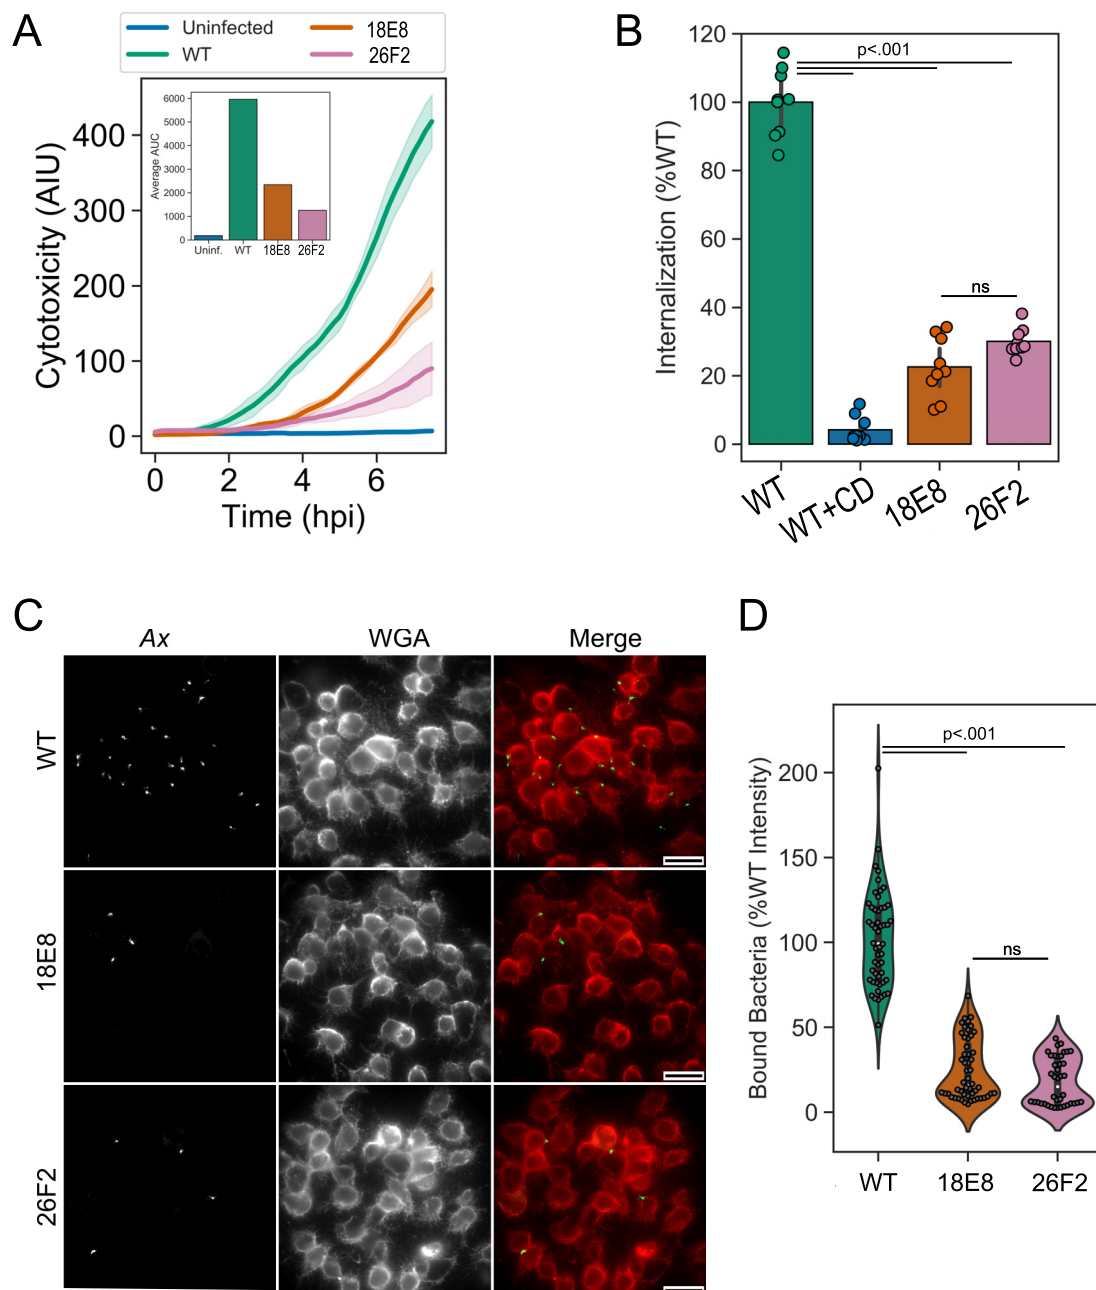 A
Uninfected
18E8
WT
26F2
Cytotoxicity (AIU)
400
300
200
100
0
0 2 4 6
Time (hpi)
Average AUC
6000
5000
4000
3000
2000
1000
0
Uninf. WT 18E8 26F2
B
Internalization (%WT)
120
100
80
60
40
20
0
p<.001
ns
WT
WT+CD
18E8
26F2
C
Ax WGA Merge
WT
18E8
26F2
D
Bound Bacteria (%WT Intensity)
200
150
100
50
0
p<.001
ns
WT 18E8 26F2